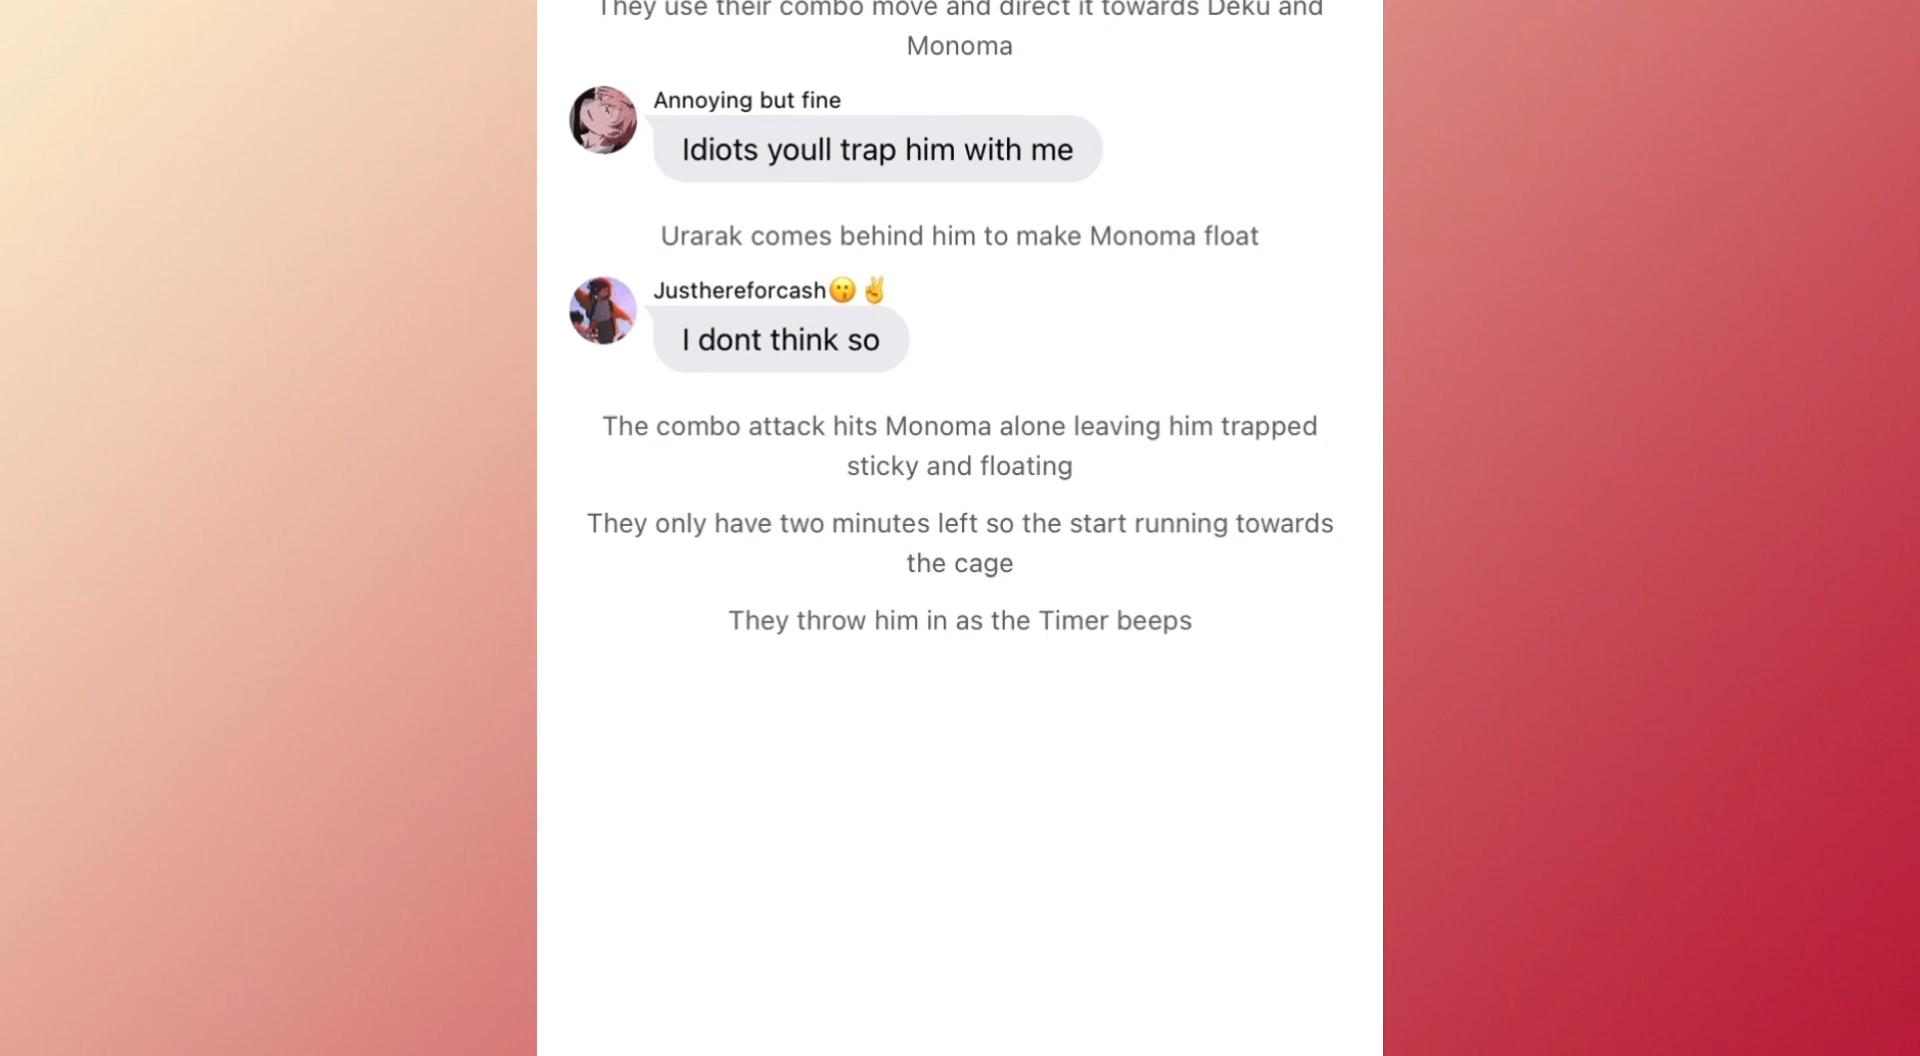 They use their combo move and direct it towards Deku and
Monoma
Annoying but fine
Idiots youll trap him with me
Urarak comes behind him to make Monoma float
Justhereforcash😗✌️
I dont think so
The combo attack hits Monoma alone leaving him trapped
sticky and floating
They only have two minutes left so the start running towards
the cage
They throw him in as the Timer beeps